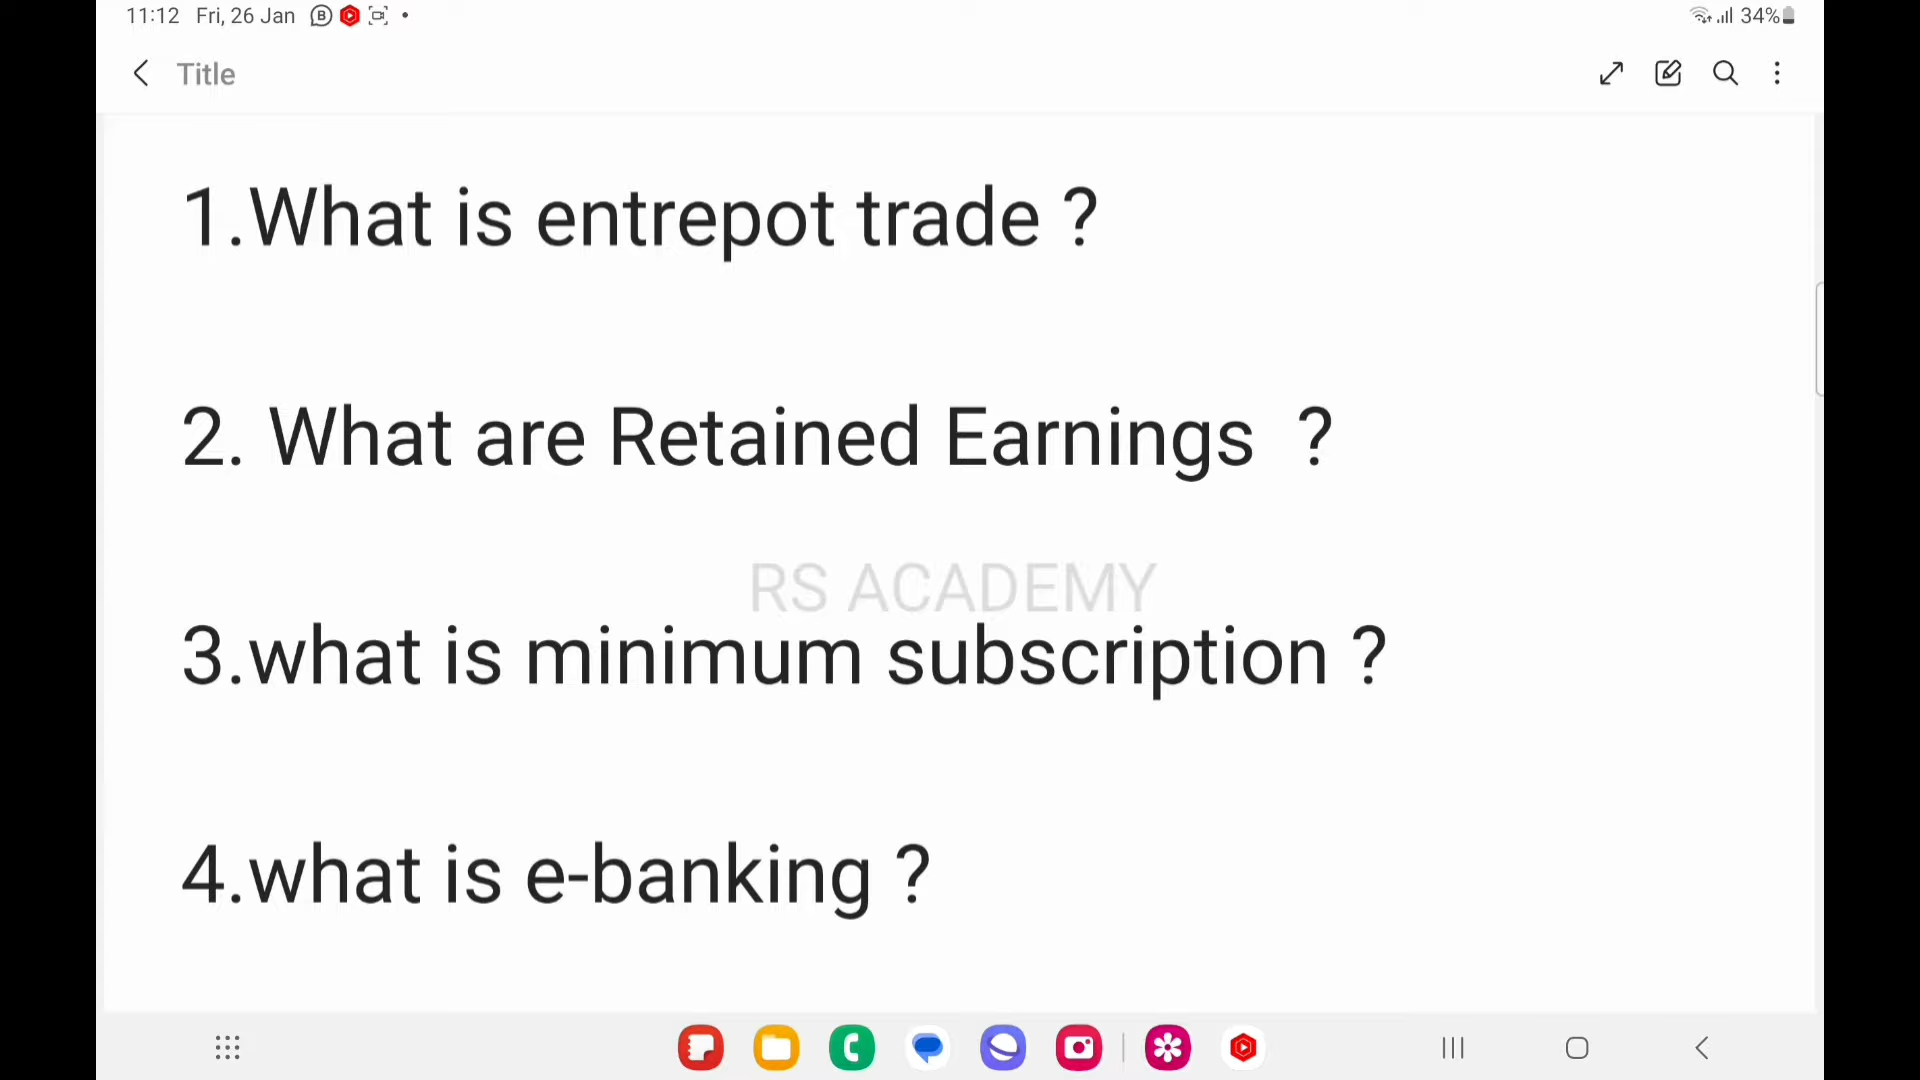 11:12 Fri, 26 Jan 34%
Title
1.What is entrepot trade ?
2. What are Retained Earnings ?
RS ACADEMY
3.what is minimum subscription ?
4.what is e-banking ?